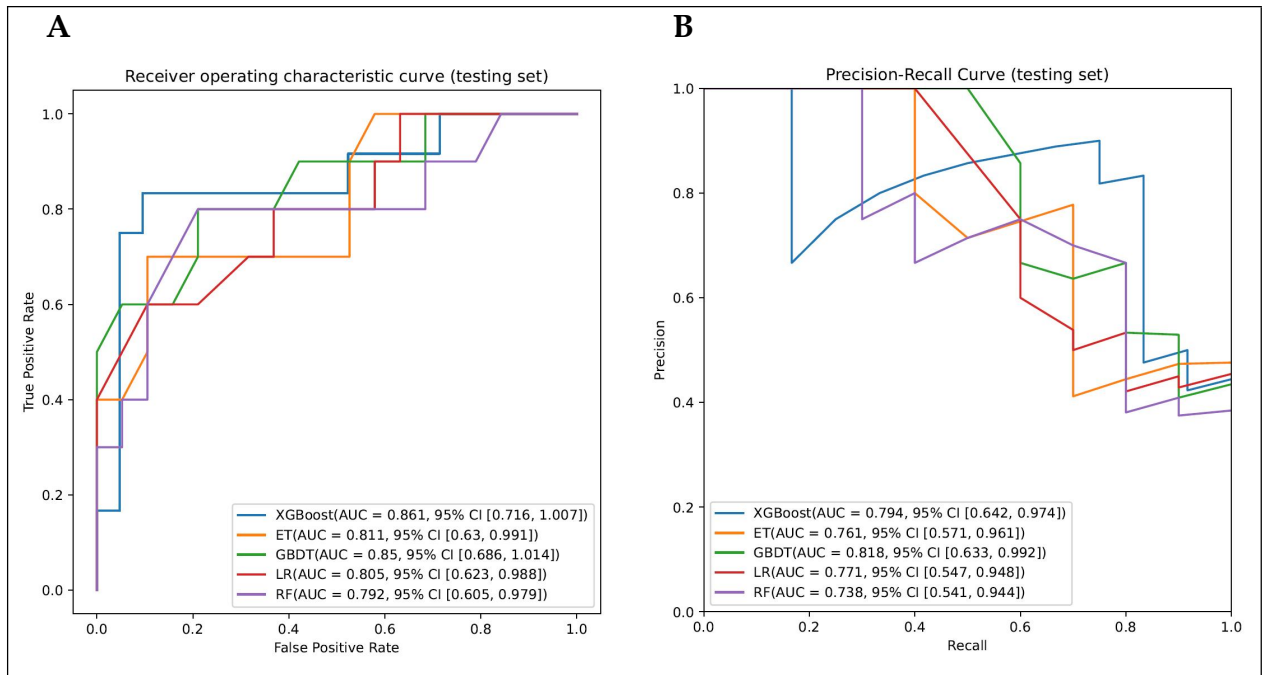 A
Receiver operating characteristic curve (testing set)
True Positive Rate
1.0
0.8
0.6
0.4
0.2
0.0
XGBoost(AUC = 0.861, 95% CI [0.716, 1.007])
ET(AUC = 0.811, 95% CI [0.63, 0.991])
GBDT(AUC = 0.85, 95% CI [0.686, 1.014])
LR(AUC = 0.805, 95% CI [0.623, 0.988])
RF(AUC = 0.792, 95% CI [0.605, 0.979])
0.0 0.2 0.4 0.6 0.8 1.0
False Positive Rate
B
Precision-Recall Curve (testing set)
Precision
1.0
0.8
0.6
0.4
0.2
0.0
XGBoost(AUC = 0.794, 95% CI [0.642, 0.974])
ET(AUC = 0.761, 95% CI [0.571, 0.961])
GBDT(AUC = 0.818, 95% CI [0.633, 0.992])
LR(AUC = 0.771, 95% CI [0.547, 0.948])
RF(AUC = 0.738, 95% CI [0.541, 0.944])
0.0 0.2 0.4 0.6 0.8 1.0
Recall